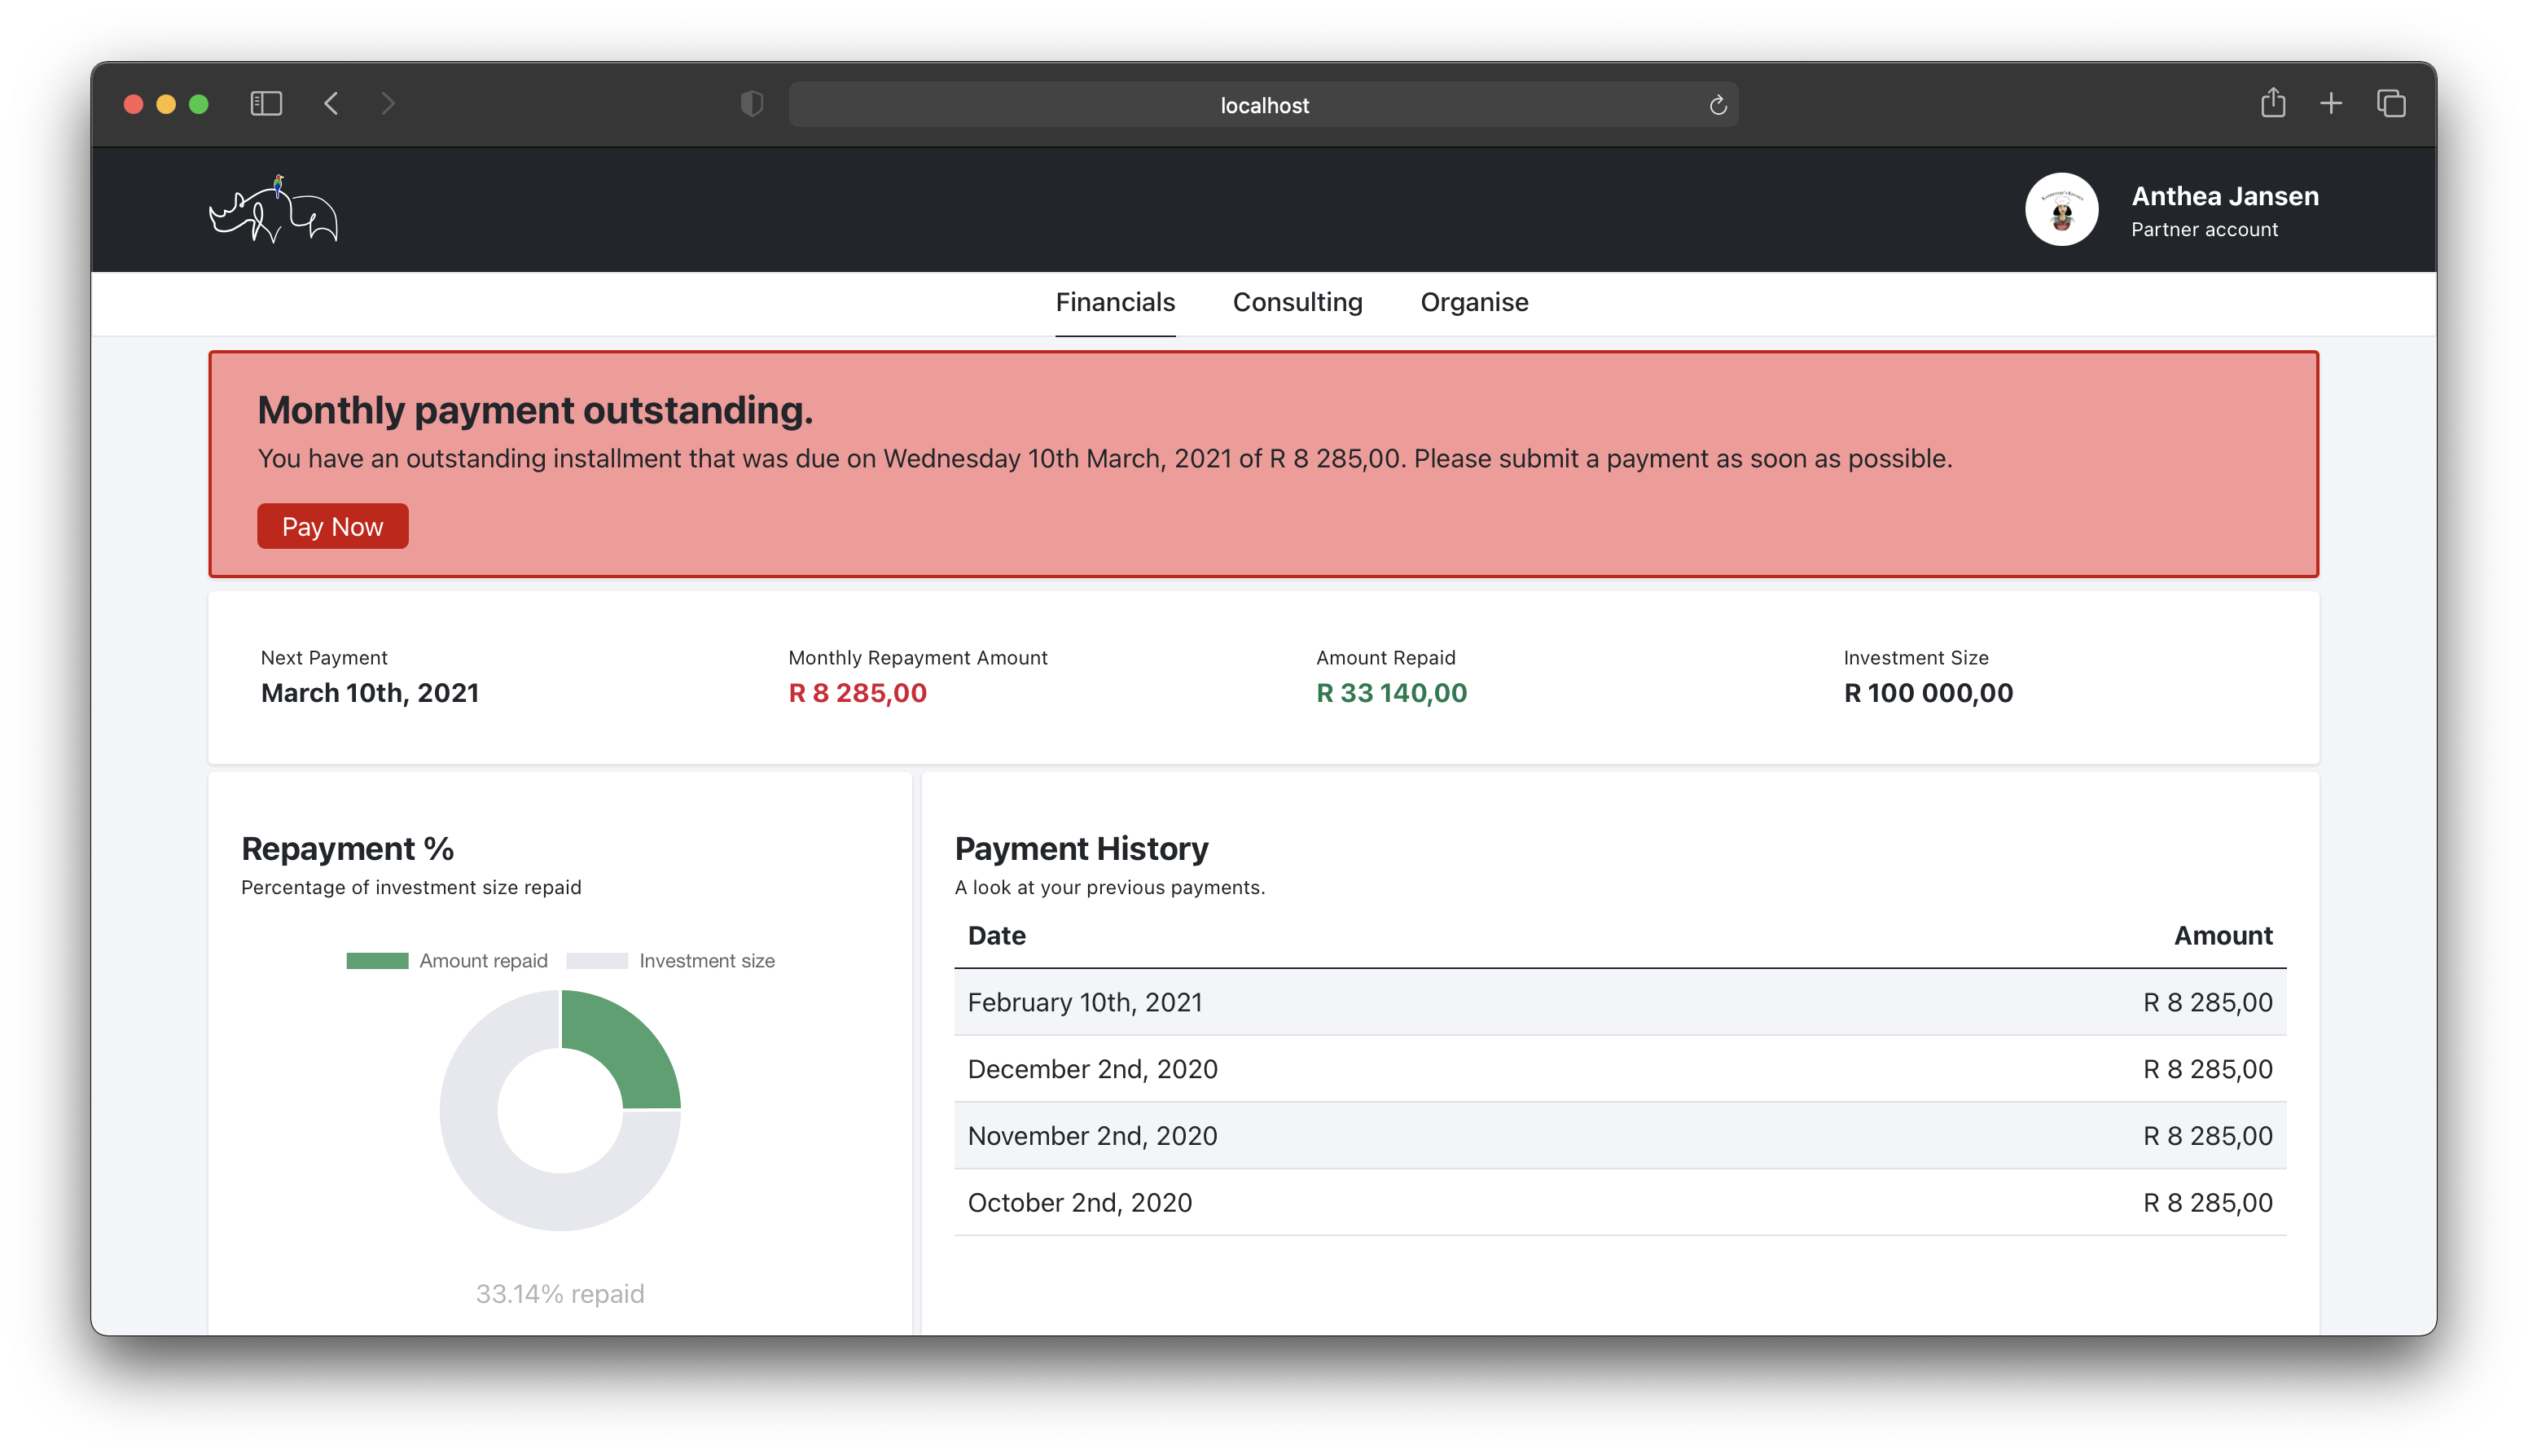 localhost
Anthea Jansen
Partner account
Financials Consulting Organise
Monthly payment outstanding.
You have an outstanding installment that was due on Wednesday 10th March, 2021 of R 8 285,00. Please submit a payment as soon as possible.
Pay Now
Next Payment Monthly Repayment Amount Amount Repaid Investment Size
March 10th, 2021 R 8 285,00 R 33 140,00 R 100 000,00
Repayment %
Percentage of investment size repaid
Amount repaid Investment size
33.14% repaid
Payment History
A look at your previous payments.
Date Amount
February 10th, 2021 R 8 285,00
December 2nd, 2020 R 8 285,00
November 2nd, 2020 R 8 285,00
October 2nd, 2020 R 8 285,00